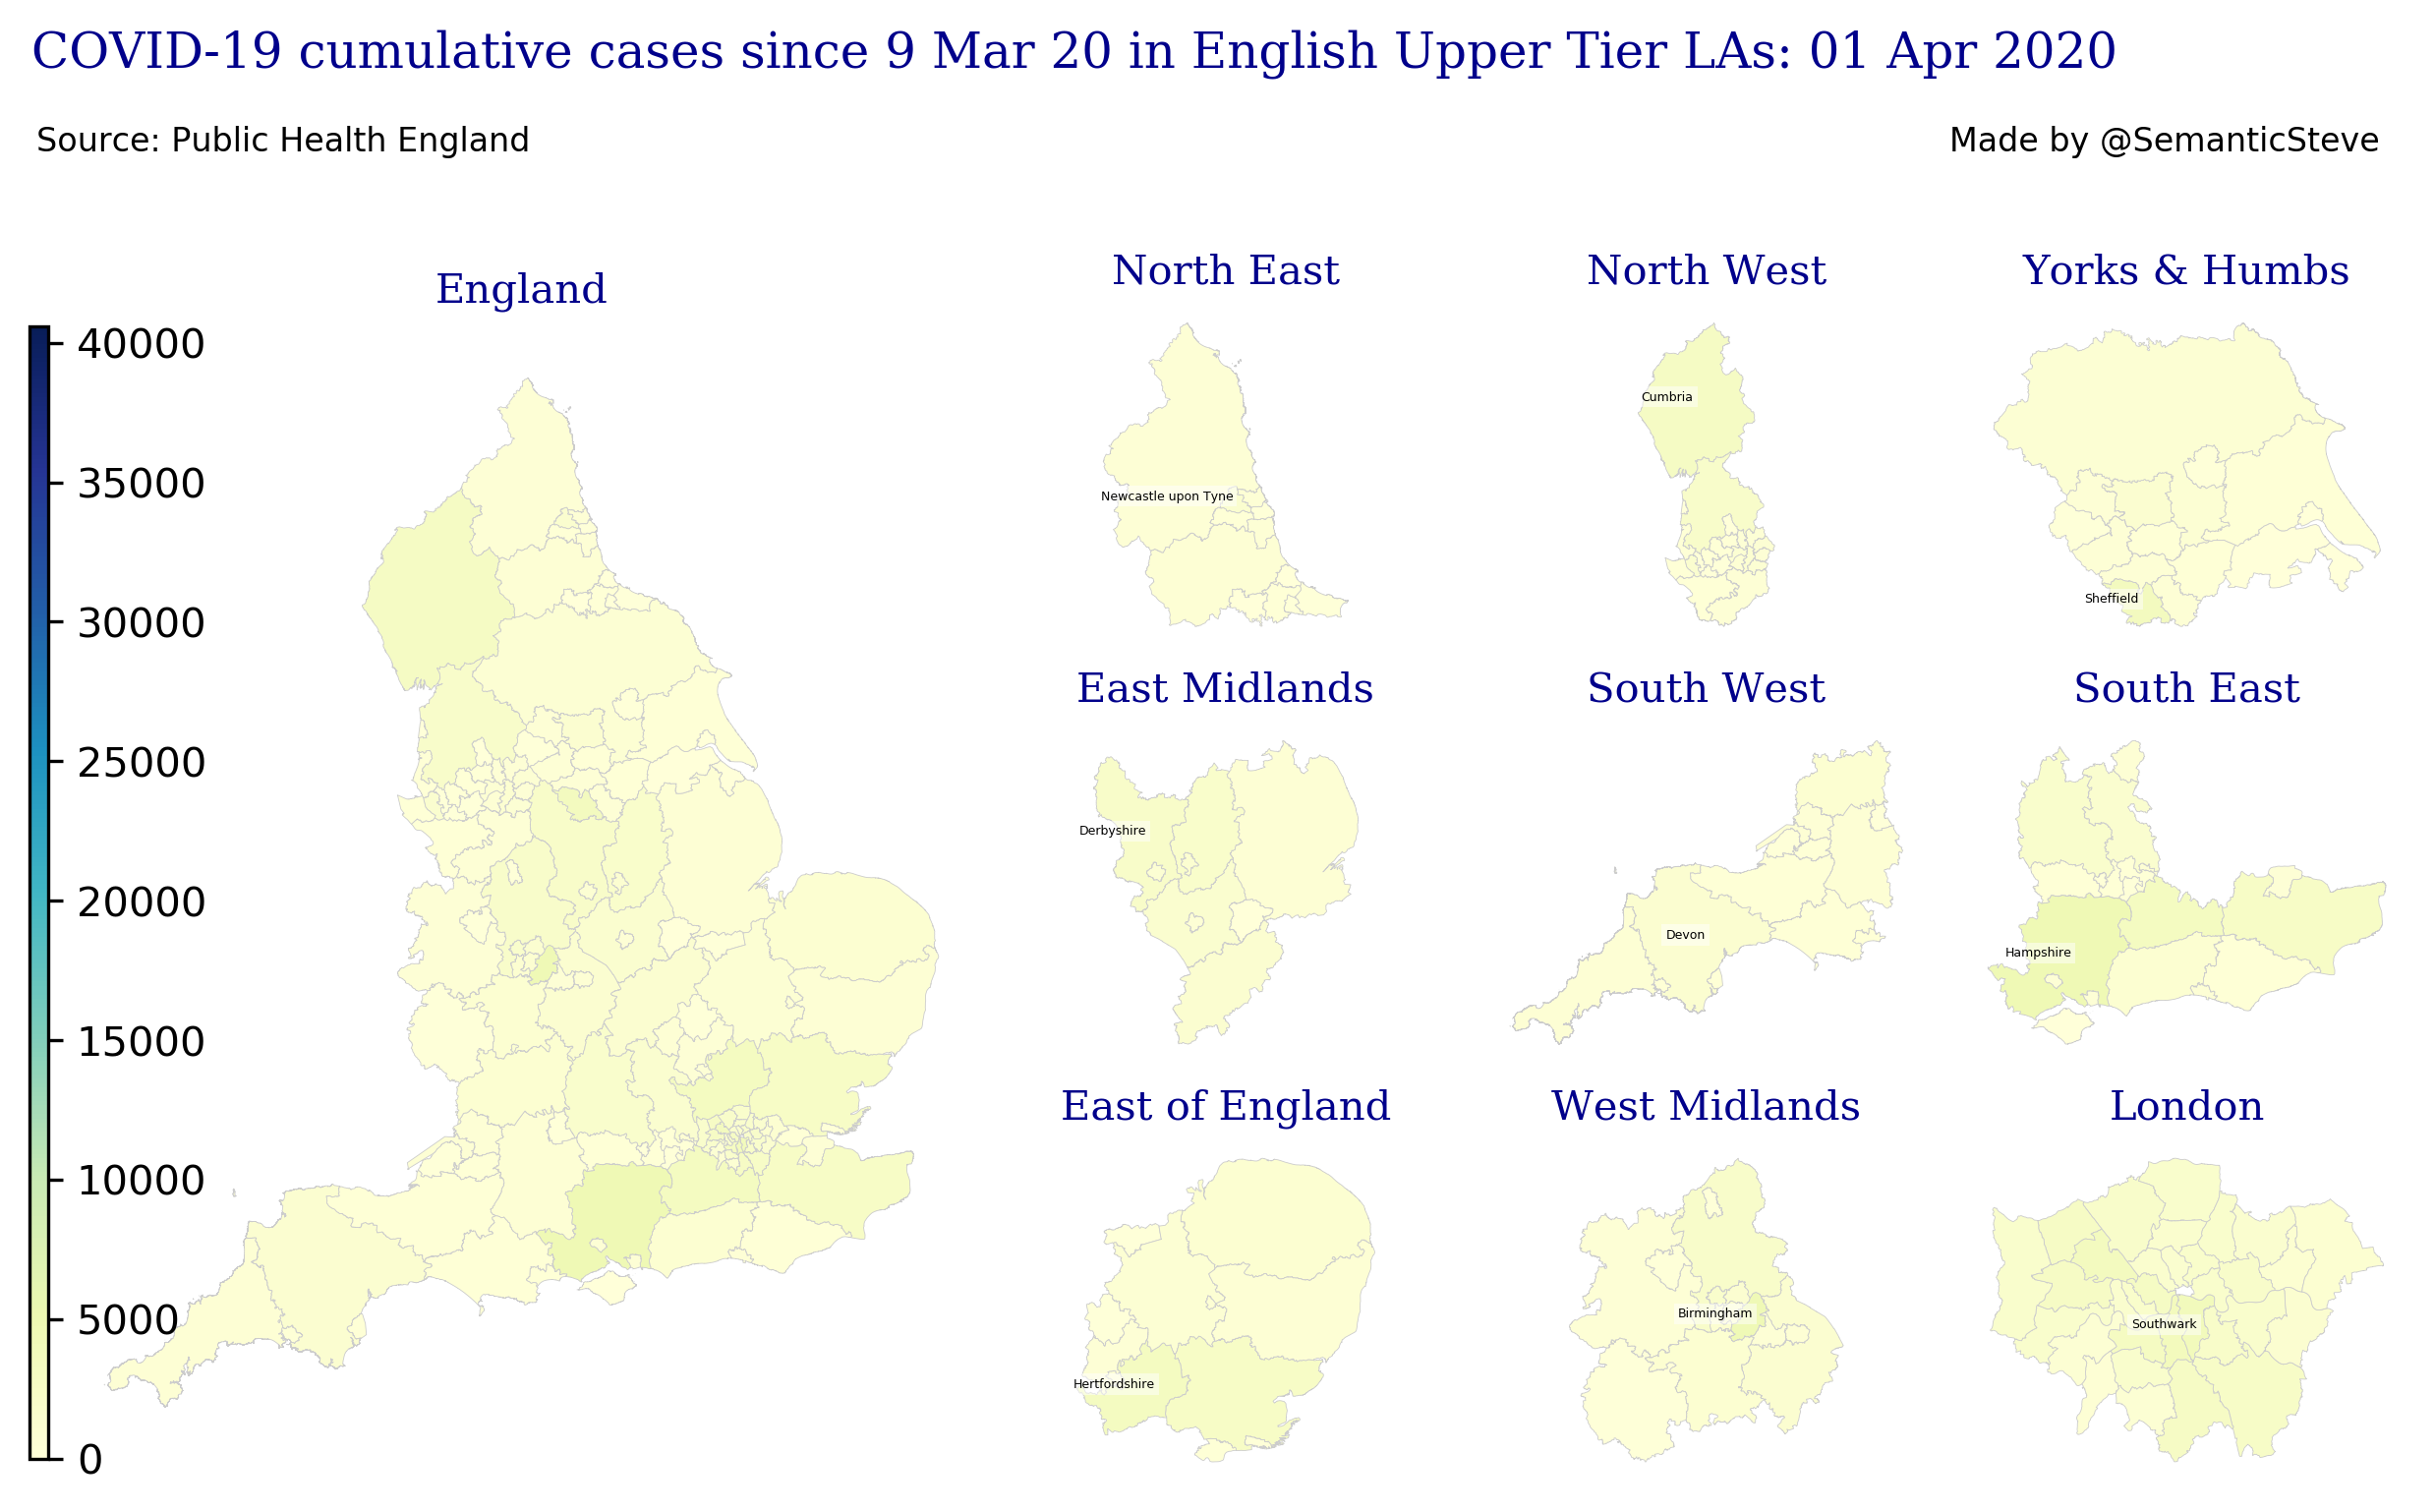 COVID-19 cumulative cases since 9 Mar 20 in English Upper Tier LAs: 01 Apr 2020
Source: Public Health England
Made by @SemanticSteve
England
40000
35000
30000
25000
20000
15000
10000
5000
0
North East
Newcastle upon Tyne
North West
Cumbria
Yorks & Humbs
Sheffield
East Midlands
Derbyshire
South West
Devon
South East
Hampshire
East of England
Hertfordshire
West Midlands
Birmingham
London
Southwark